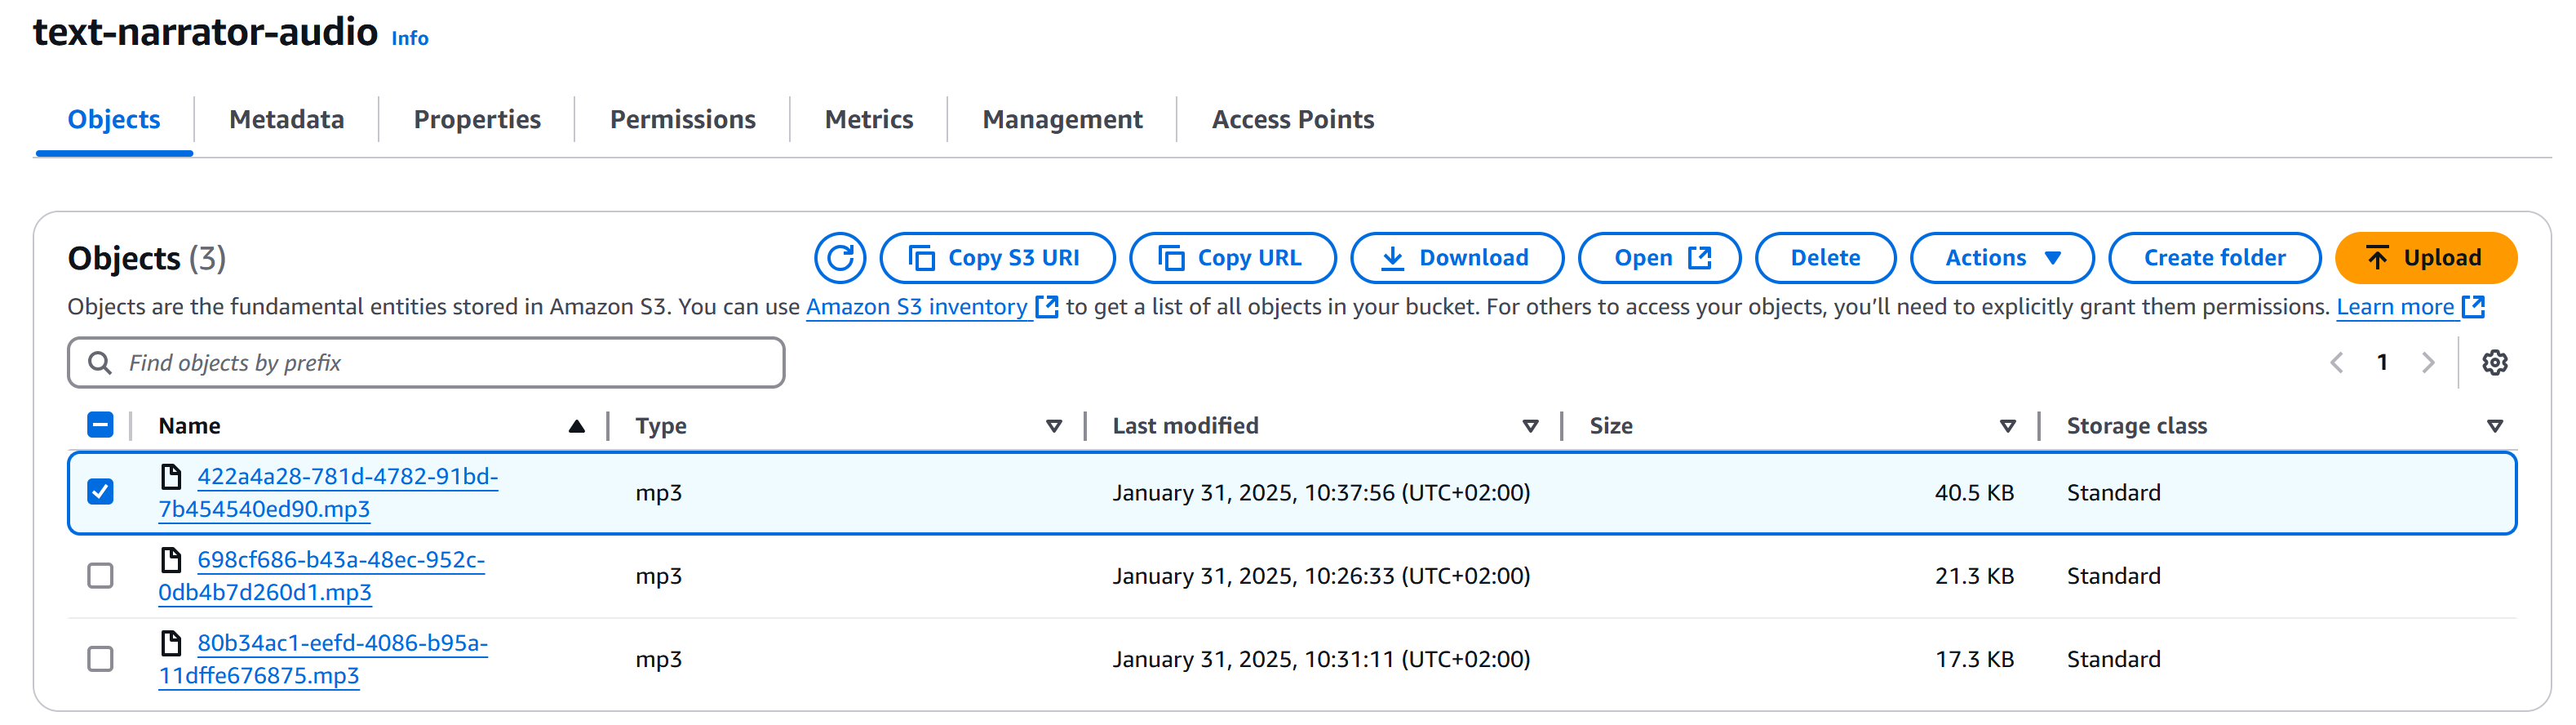 text-narrator-audio Info
Objects Metadata Properties Permissions Metrics Management Access Points
Objects (3) Copy S3 URI Copy URL Download Open Delete Actions Create folder Upload
Objects are the fundamental entities stored in Amazon S3. You can use Amazon S3 inventory to get a list of all objects in your bucket. For others to access your objects, you’ll need to explicitly grant them permissions. Learn more
Find objects by prefix 1
Name Type Last modified Size Storage class
422a4a28-781d-4782-91bd-
7b454540ed90.mp3 mp3 January 31, 2025, 10:37:56 (UTC+02:00) 40.5 KB Standard
698cf686-b43a-48ec-952c-
0db4b7d260d1.mp3 mp3 January 31, 2025, 10:26:33 (UTC+02:00) 21.3 KB Standard
80b34ac1-eefd-4086-b95a-
11dffe676875.mp3 mp3 January 31, 2025, 10:31:11 (UTC+02:00) 17.3 KB Standard